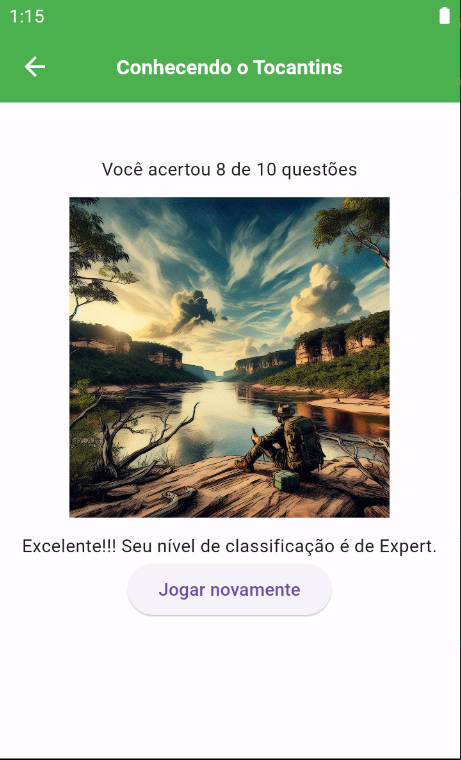 1:15
Conhecendo o Tocantins
Você acertou 8 de 10 questões
Excelente!!! Seu nível de classificação é de Expert.
Jogar novamente